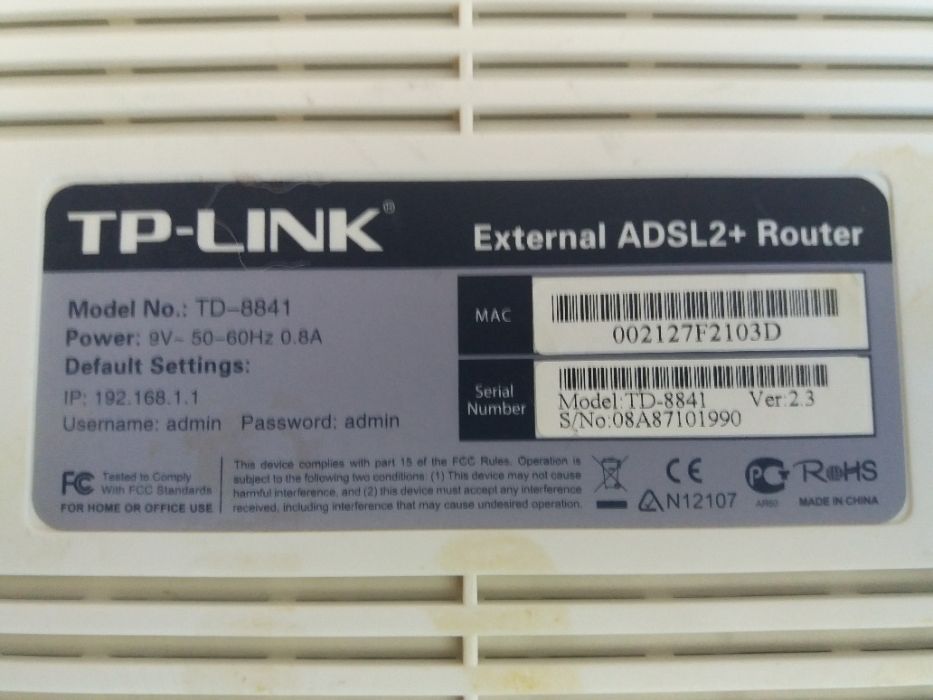 TP-LINK®
External ADSL2+ Router
Model No.: TD-8841
Power: 9V~ 50-60Hz 0.8A
Default Settings:
IP: 192.168.1.1
Username: admin Password: admin
MAC
002127F2103D
Serial
Number
Model:TD-8841 Ver:2.3
S/No:08A87101990
FC Tested to Comply
With FCC Standards
FOR HOME OR OFFICE USE
This device complies with part 15 of the FCC Rules. Operation is
subject to the following two conditions: (1) This device may not cause
harmful interference, and (2) this device must accept any interference
received, including interference that may cause undesired operation.
CE
N12107
АЯ60
RoHS
MADE IN CHINA